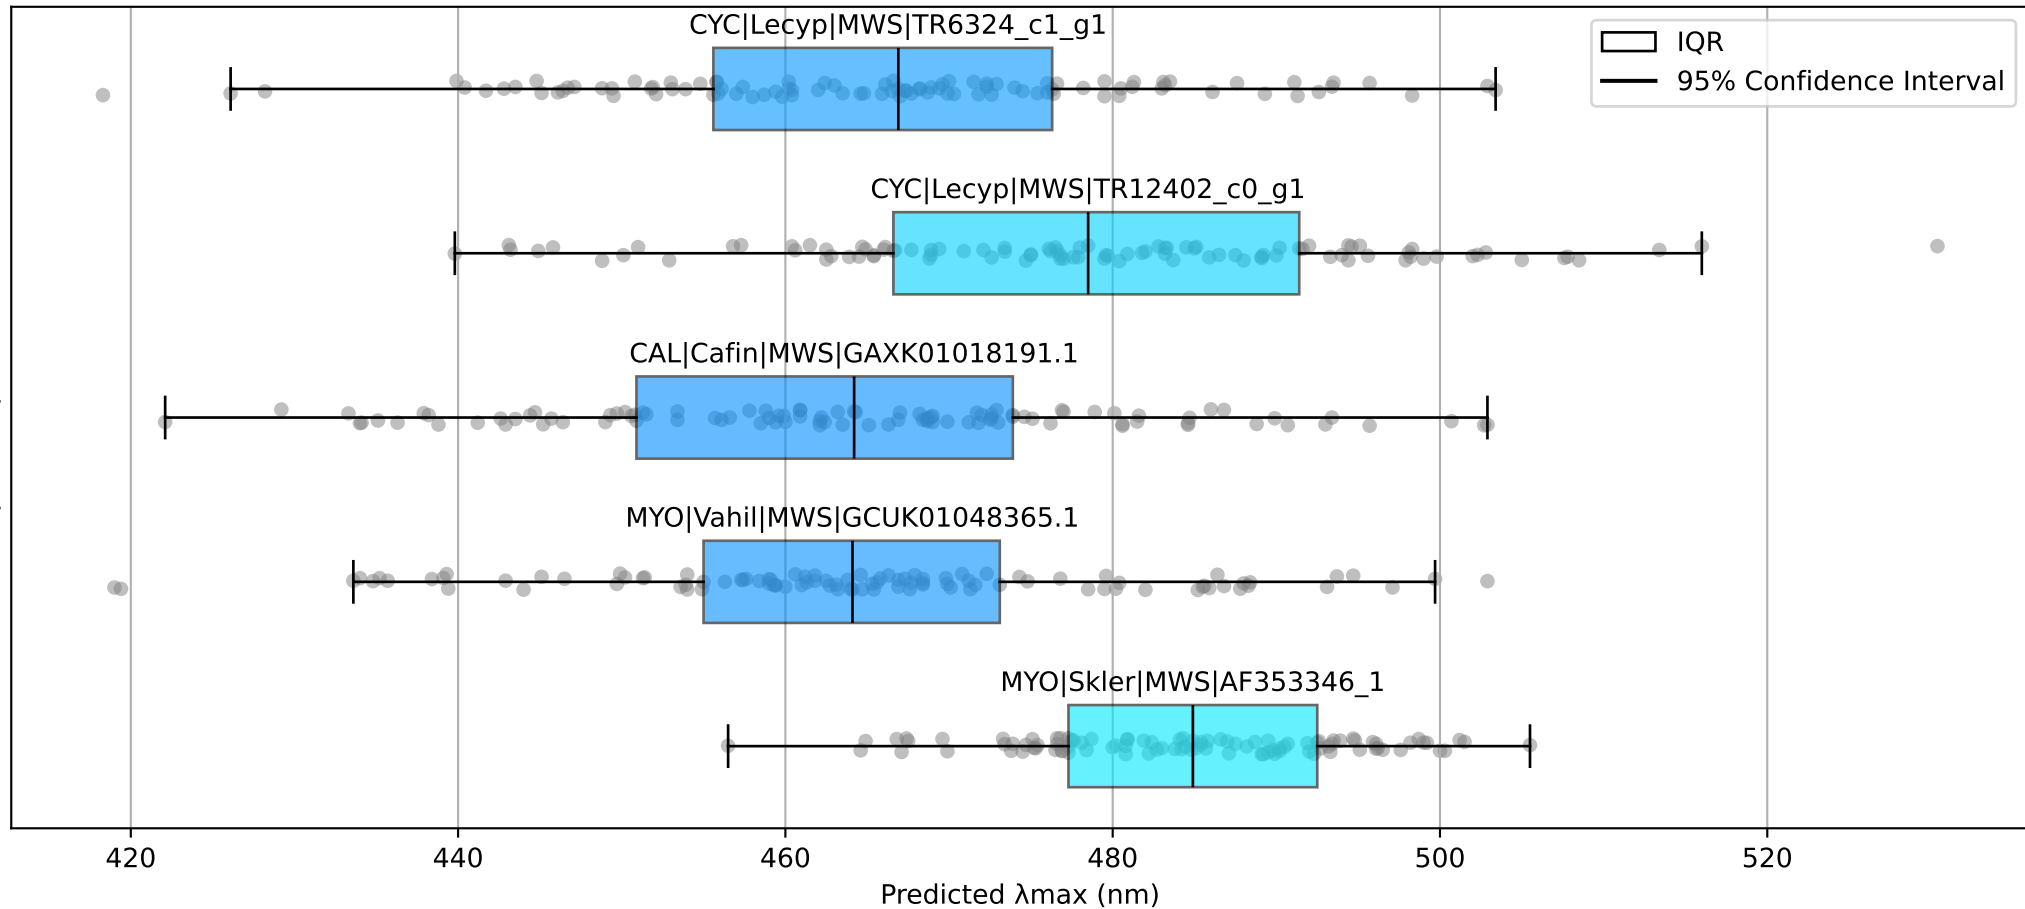 CYC|Lecyp|MWS|TR6324_c1_g1
IQR
95% Confidence Interval
CYC|Lecyp|MWS|TR12402_c0_g1
CAL|Cafin|MWS|GAXK01018191.1
MYO|Vahil|MWS|GCUK01048365.1
MYO|Skler|MWS|AF353346_1
420 440 460 480 500 520
Predicted λmax (nm)